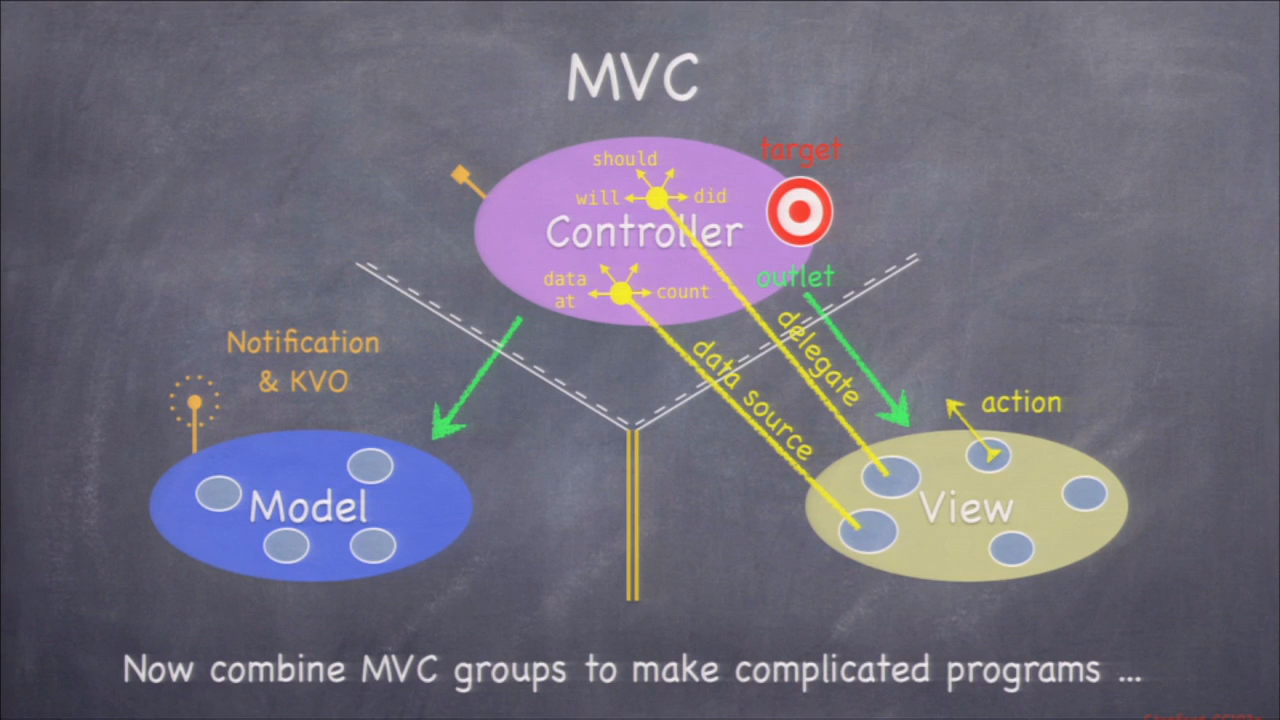 MVC
target
should
will
did
Controller
data
at
count
outlet
delegate
data source
Notification
& KVO
action
Model
View
Now combine MVC groups to make complicated programs ...